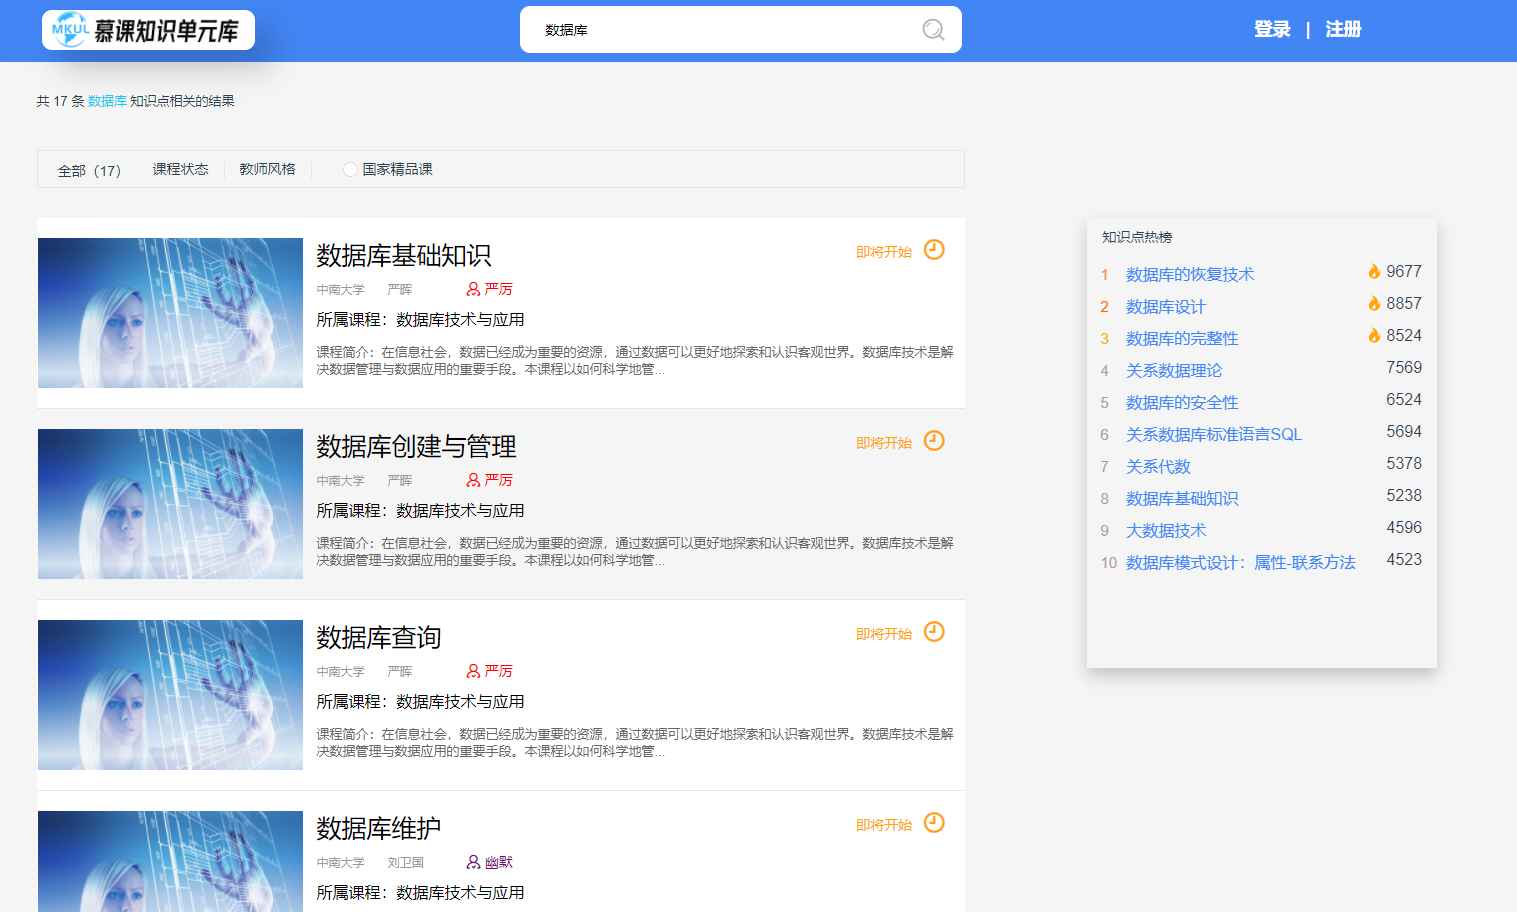 MKUL 慕课知识单元库
数据库
登录 | 注册
共 17 条 数据库 知识点相关的结果
全部（17） 课程状态 教师风格 国家精品课
数据库基础知识
即将开始
中南大学 严晖 严厉
所属课程：数据库技术与应用
课程简介：在信息社会，数据已经成为重要的资源，通过数据可以更好地探索和认识客观世界。数据库技术是解
决数据管理与数据应用的重要手段。本课程以如何科学地管...
数据库创建与管理
即将开始
中南大学 严晖 严厉
所属课程：数据库技术与应用
课程简介：在信息社会，数据已经成为重要的资源，通过数据可以更好地探索和认识客观世界。数据库技术是解
决数据管理与数据应用的重要手段。本课程以如何科学地管...
数据库查询
即将开始
中南大学 严晖 严厉
所属课程：数据库技术与应用
课程简介：在信息社会，数据已经成为重要的资源，通过数据可以更好地探索和认识客观世界。数据库技术是解
决数据管理与数据应用的重要手段。本课程以如何科学地管...
数据库维护
即将开始
中南大学 刘卫国 幽默
所属课程：数据库技术与应用
知识点热榜
1 数据库的恢复技术 9677
2 数据库设计 8857
3 数据库的完整性 8524
4 关系数据理论 7569
5 数据库的安全性 6524
6 关系数据库标准语言SQL 5694
7 关系代数 5378
8 数据库基础知识 5238
9 大数据技术 4596
10 数据库模式设计：属性-联系方法 4523